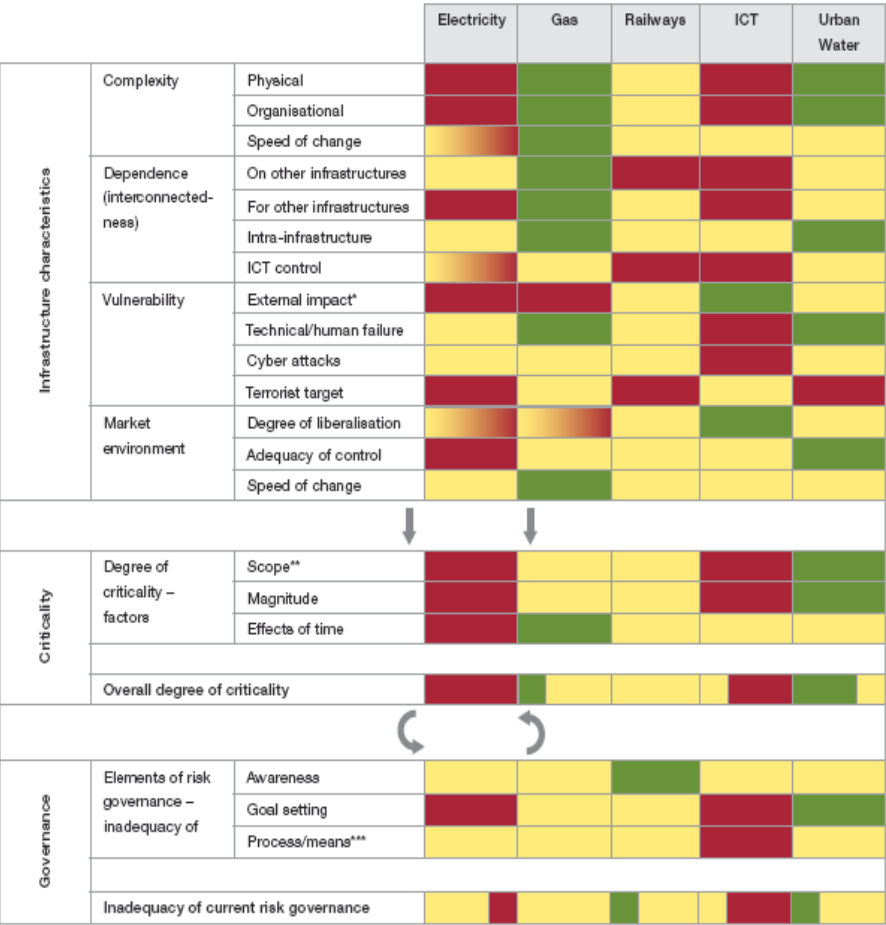 Electricity Gas Railways ICT Urban
Water
Infrastructure characteristics
Complexity Physical
Organisational
Speed of change
Dependence On other infrastructures
(interconnected- For other infrastructures
ness)
Intra-infrastructure
ICT control
Vulnerability External impact*
Technical/human failure
Cyber attacks
Terrorist target
Market Degree of liberalisation
environment Adequacy of control
Speed of change
Criticality
Degree of Scope**
criticality – Magnitude
factors Effects of time
Overall degree of criticality
Governance
Elements of risk Awareness
governance – Goal setting
inadequacy of Process/means***
Inadequacy of current risk governance